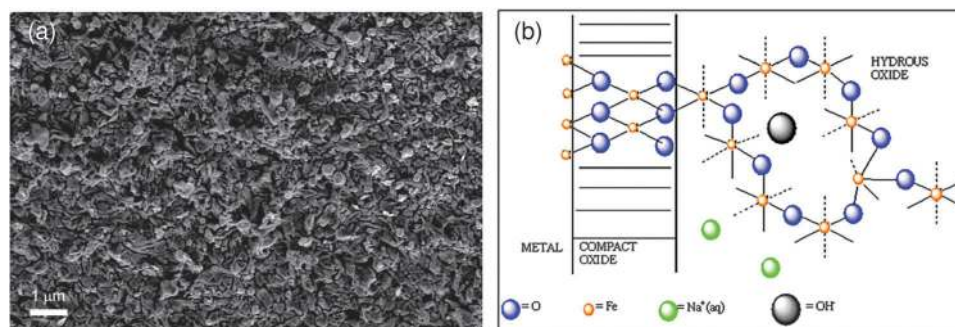 (a)
1 μm
(b)
HYDROUS
OXIDE
METAL
COMPACT
OXIDE
= O
= Fe
= Na⁺(aq)
= OH⁻